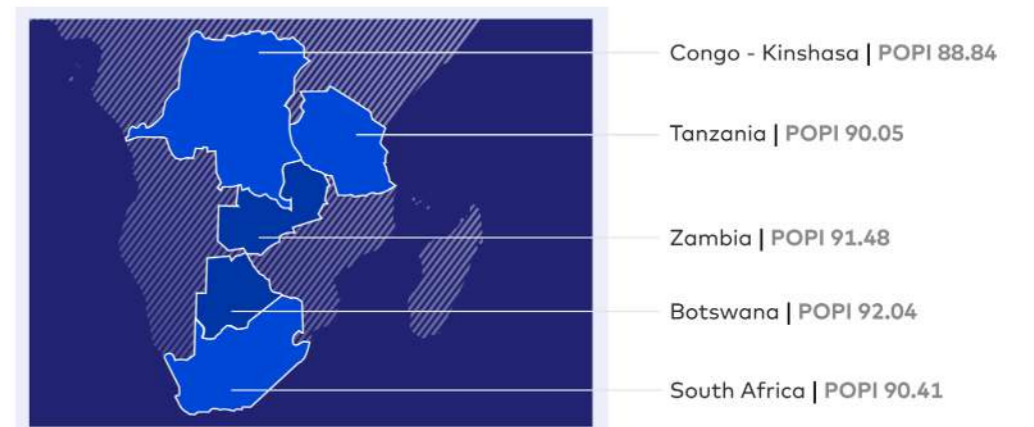 Congo - Kinshasa | POPI 88.84
Tanzania | POPI 90.05
Zambia | POPI 91.48
Botswana | POPI 92.04
South Africa | POPI 90.41